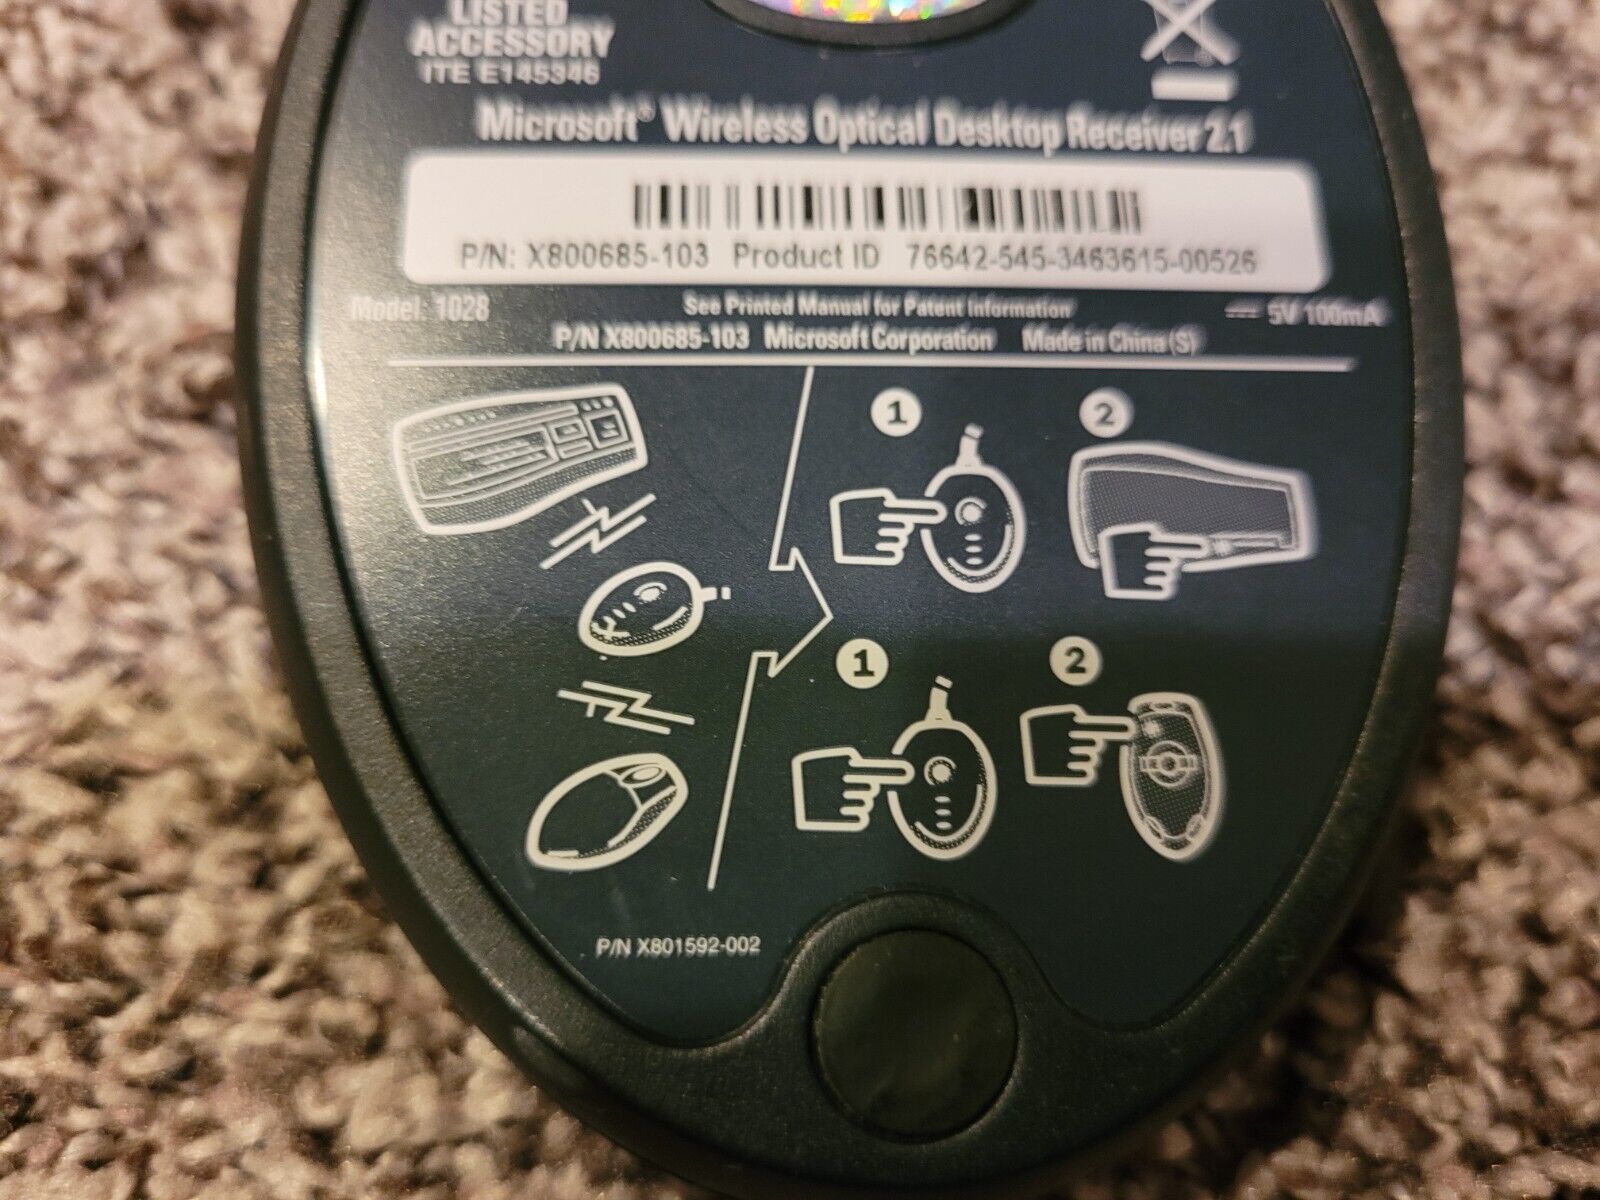 LISTED
ACCESSORY
ITE E145346
Microsoft® Wireless Optical Desktop Receiver 2.1
P/N: X800685-103 Product ID 76642-545-3463615-00526
Model: 1028 See Printed Manual for Patent Information 5V 100mA
P/N X800685-103 Microsoft Corporation Made in China (S)
1 2
1 2
P/N X801592-002